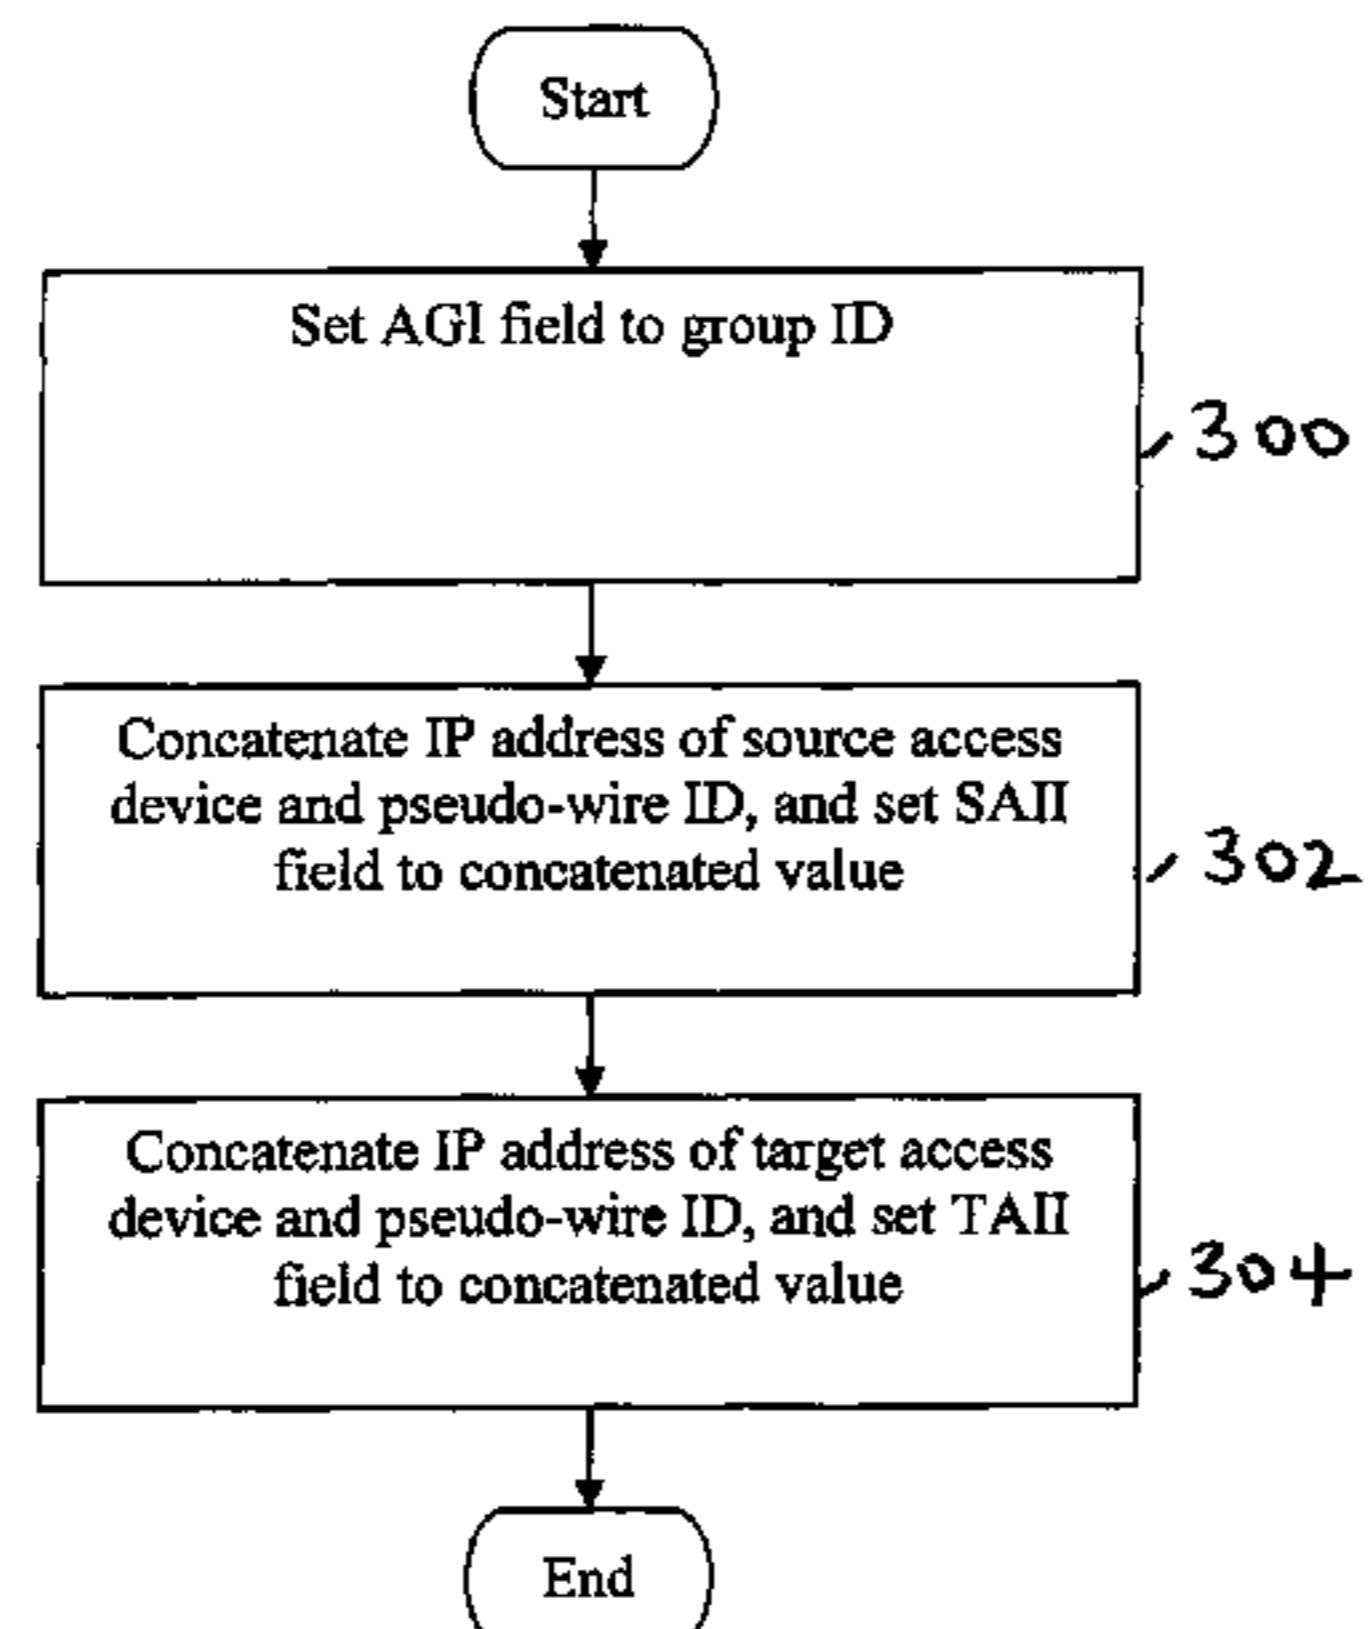 Start
Set AGI field to group ID
300
Concatenate IP address of source access
device and pseudo-wire ID, and set SAII
field to concatenated value
302
Concatenate IP address of target access
device and pseudo-wire ID, and set TAII
field to concatenated value
304
End